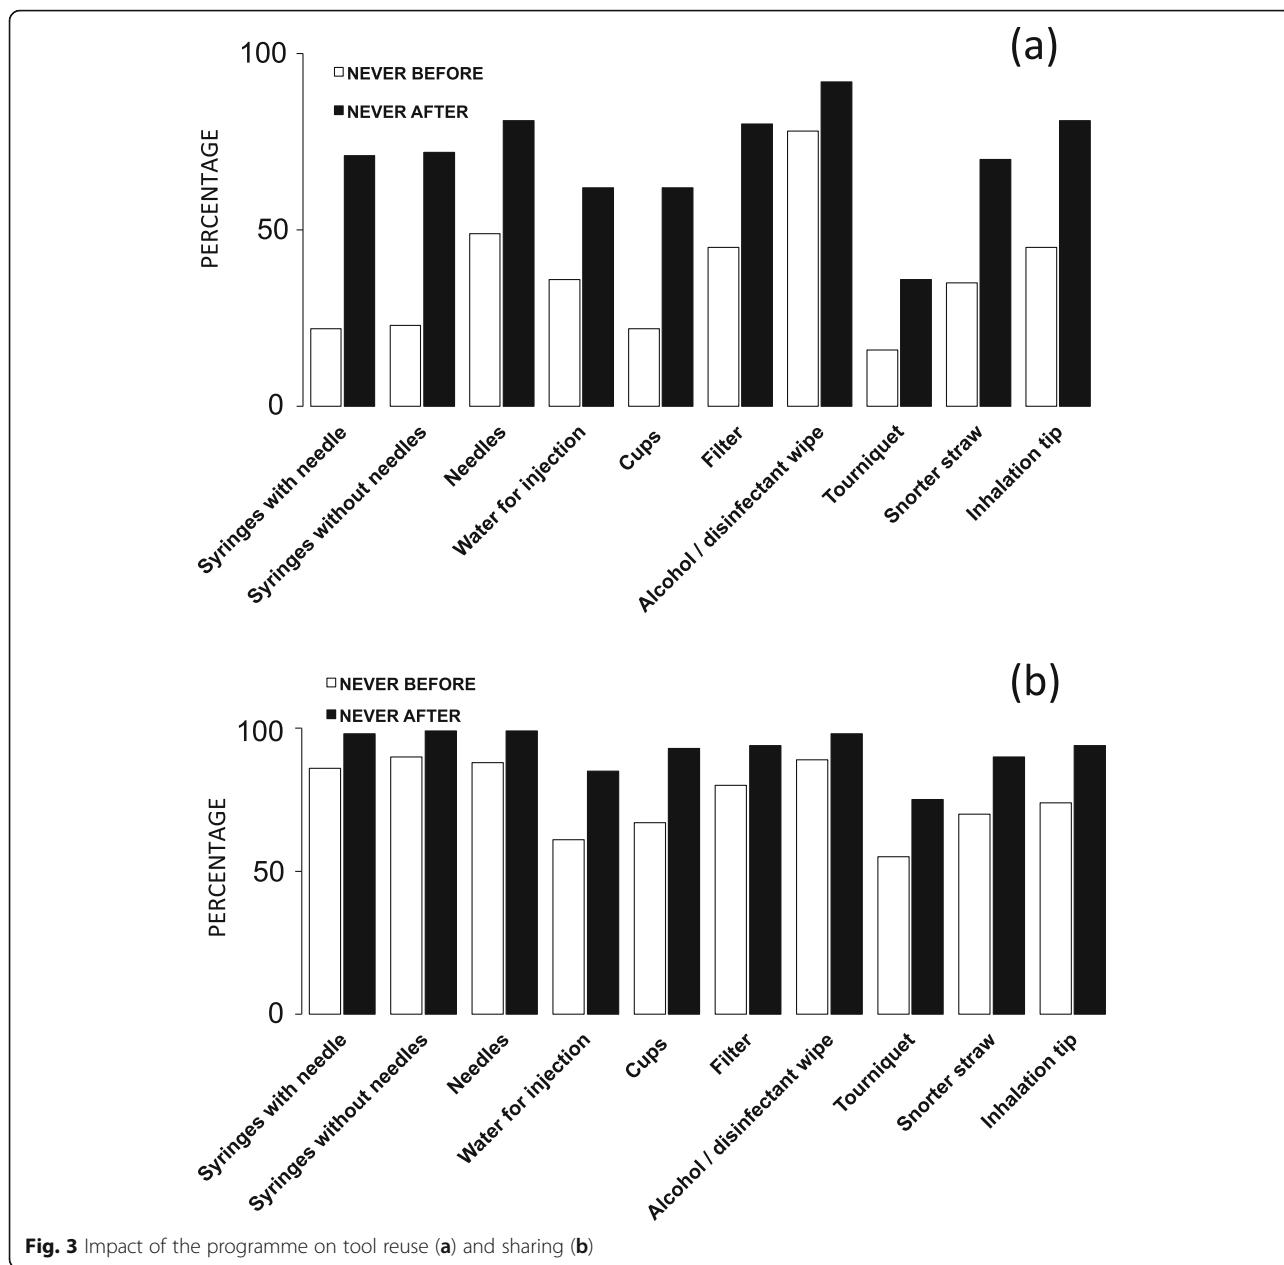 (a)
100
NEVER BEFORE
NEVER AFTER
PERCENTAGE
50
0
Syringes with needle
Syringes without needles
Needles
Water for injection
Cups
Filter
Alcohol / disinfectant wipe
Tourniquet
Snorter straw
Inhalation tip
(b)
NEVER BEFORE
NEVER AFTER
100
PERCENTAGE
50
0
Syringes with needle
Syringes without needles
Needles
Water for injection
Cups
Filter
Alcohol / disinfectant wipe
Tourniquet
Snorter straw
Inhalation tip
Fig. 3 Impact of the programme on tool reuse (a) and sharing (b)